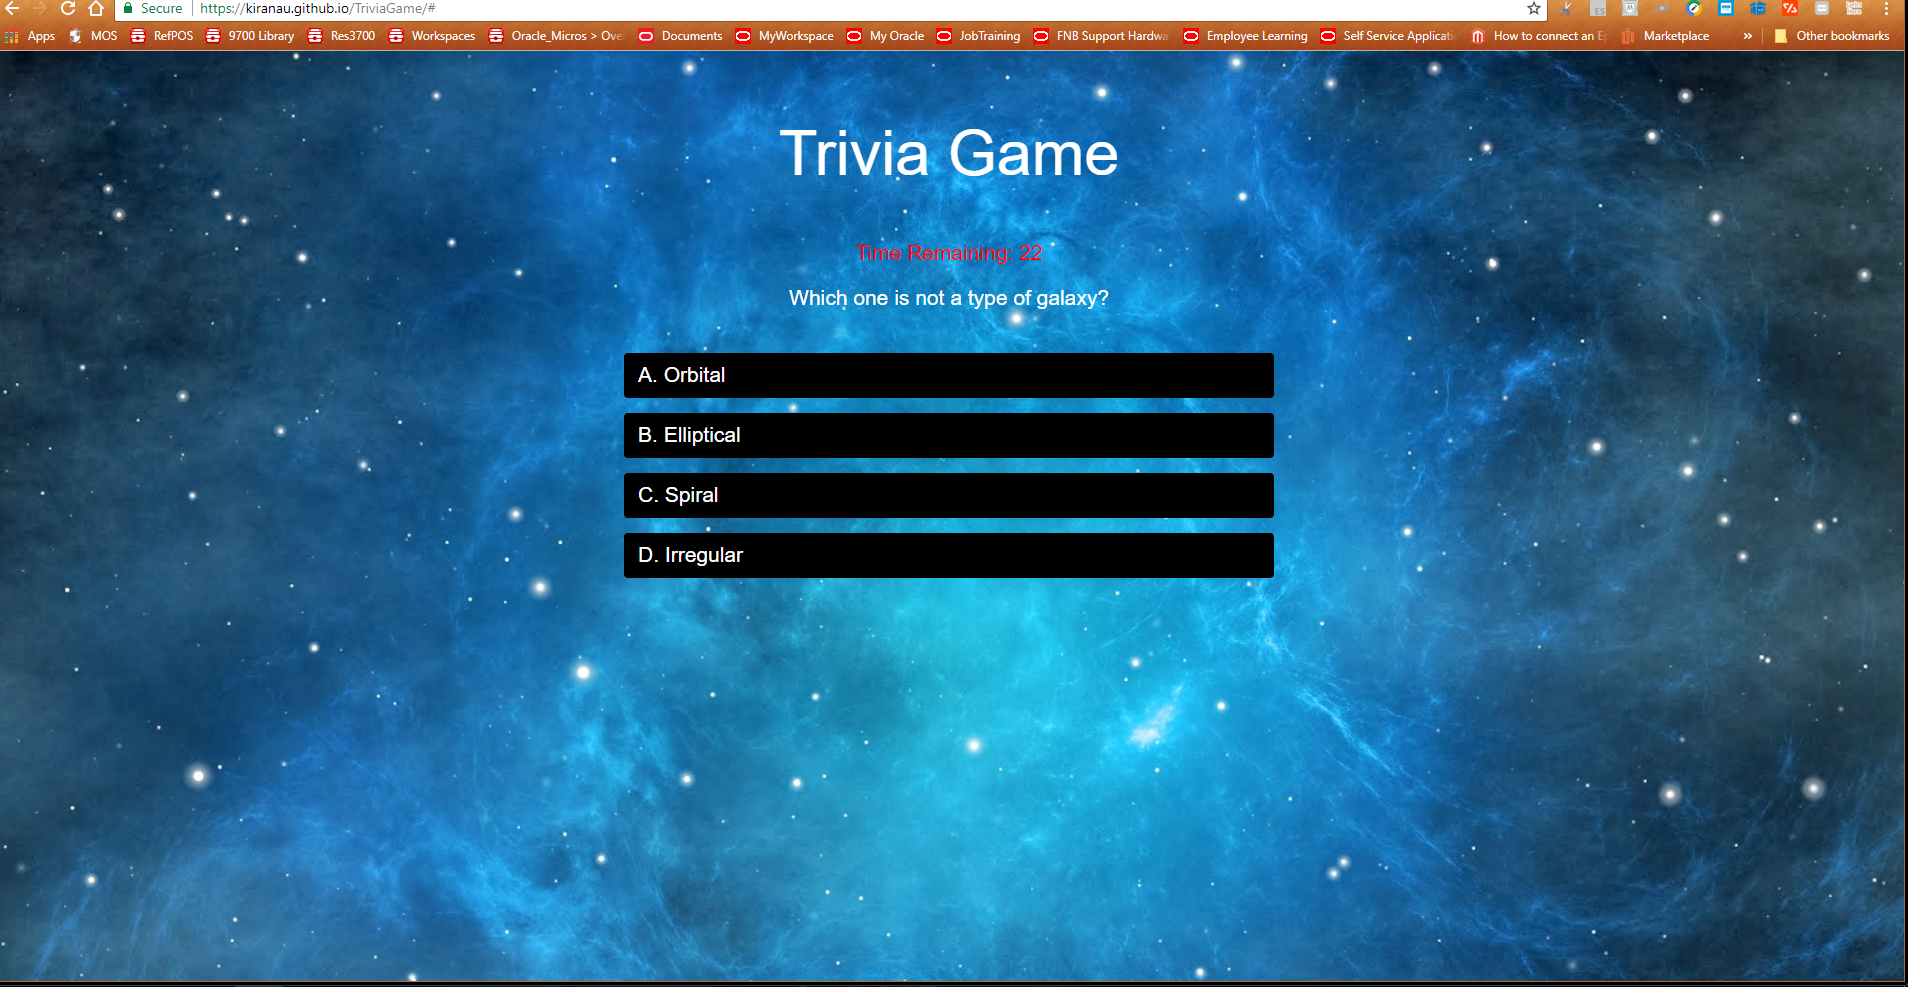 Secure https://kiranau.github.io/TriviaGame/#
Apps MOS RefPOS 9700 Library Res3700 Workspaces Oracle_Micros > Ove Documents MyWorkspace My Oracle JobTraining FNB Support Hardwa Employee Learning Self Service Applicati How to connect an E Marketplace » Other bookmarks
Trivia Game
Time Remaining: 22
Which one is not a type of galaxy?
A. Orbital
B. Elliptical
C. Spiral
D. Irregular